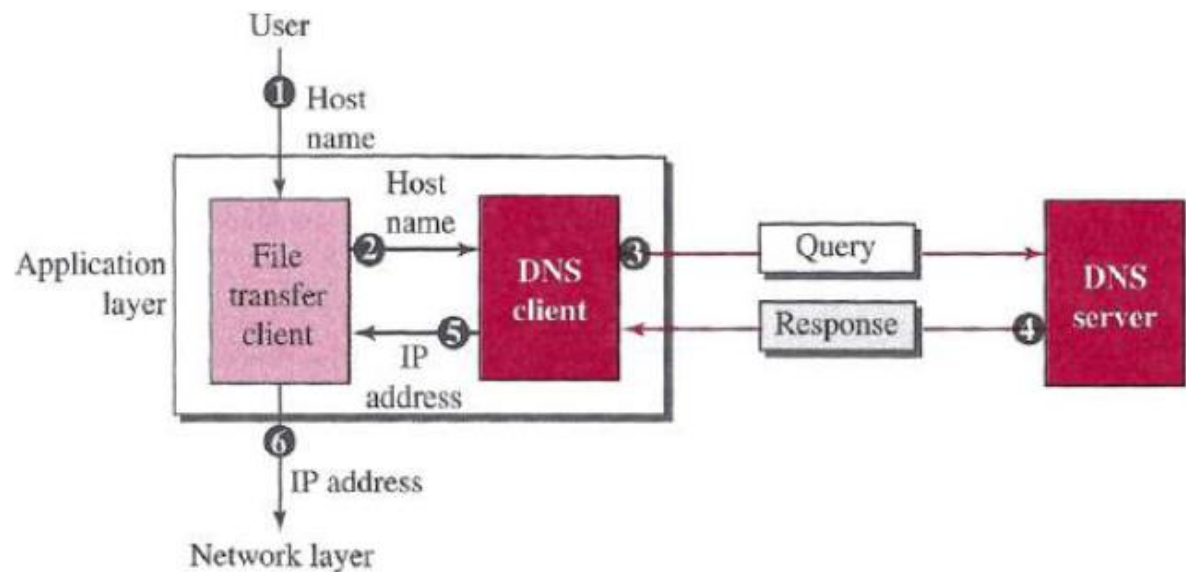 User
1
Host
name
Application
layer
File
transfer
client
2
Host
name
DNS
client
3
Query
DNS
server
4
Response
5
IP
address
6
IP address
Network layer